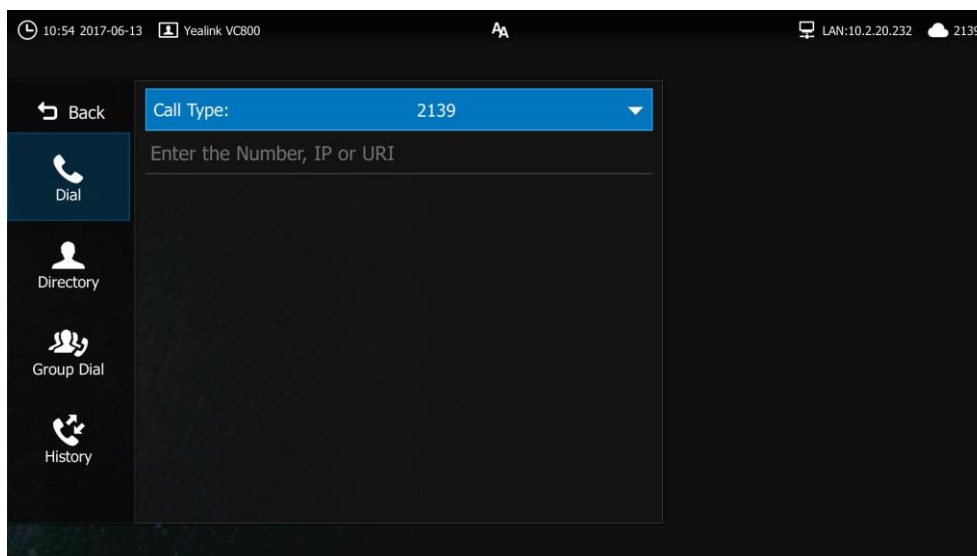 10:54 2017-06-13 Yealink VC800 AA LAN:10.2.20.232 2139
Back
Call Type: 2139
Enter the Number, IP or URI
Dial
Directory
Group Dial
History